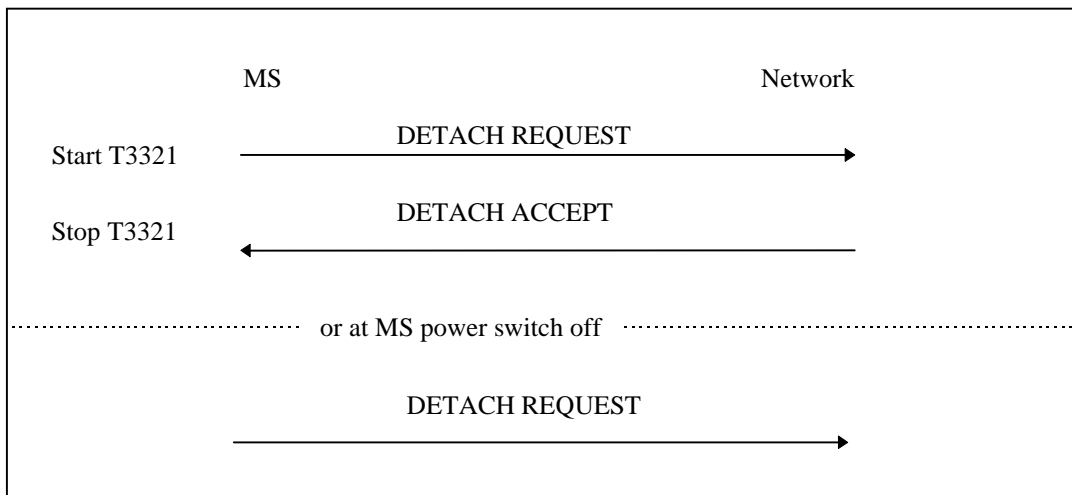 MS Network
DETACH REQUEST
Start T3321
DETACH ACCEPT
Stop T3321
or at MS power switch off
DETACH REQUEST